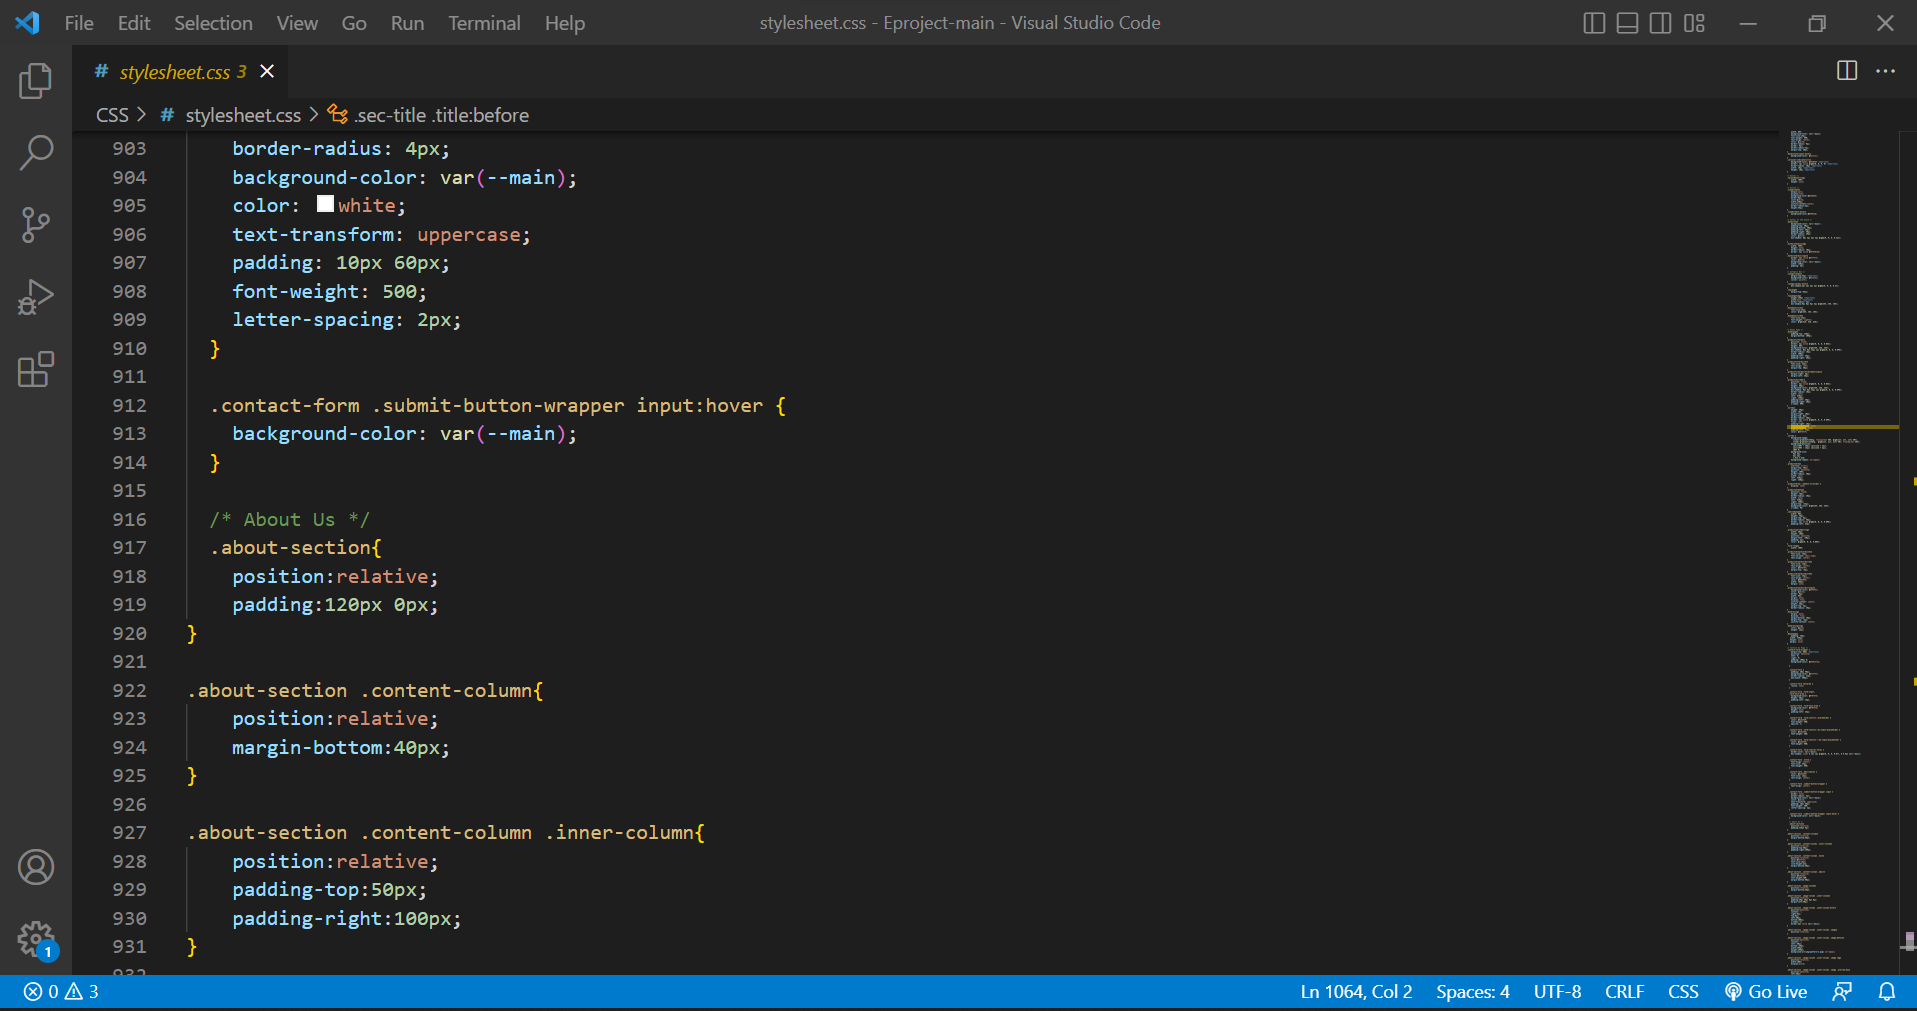 File Edit Selection View Go Run Terminal Help stylesheet.css - Eproject-main - Visual Studio Code
# stylesheet.css 3
CSS > # stylesheet.css > .sec-title .title:before
903 border-radius: 4px;
904 background-color: var(--main);
905 color: white;
906 text-transform: uppercase;
907 padding: 10px 60px;
908 font-weight: 500;
909 letter-spacing: 2px;
910 }
911
912 .contact-form .submit-button-wrapper input:hover {
913 background-color: var(--main);
914 }
915
916 /* About Us */
917 .about-section{
918 position:relative;
919 padding:120px 0px;
920 }
921
922 .about-section .content-column{
923 position:relative;
924 margin-bottom:40px;
925 }
926
927 .about-section .content-column .inner-column{
928 position:relative;
929 padding-top:50px;
930 padding-right:100px;
931 }
932
1
0 3 Ln 1064, Col 2 Spaces: 4 UTF-8 CRLF CSS Go Live